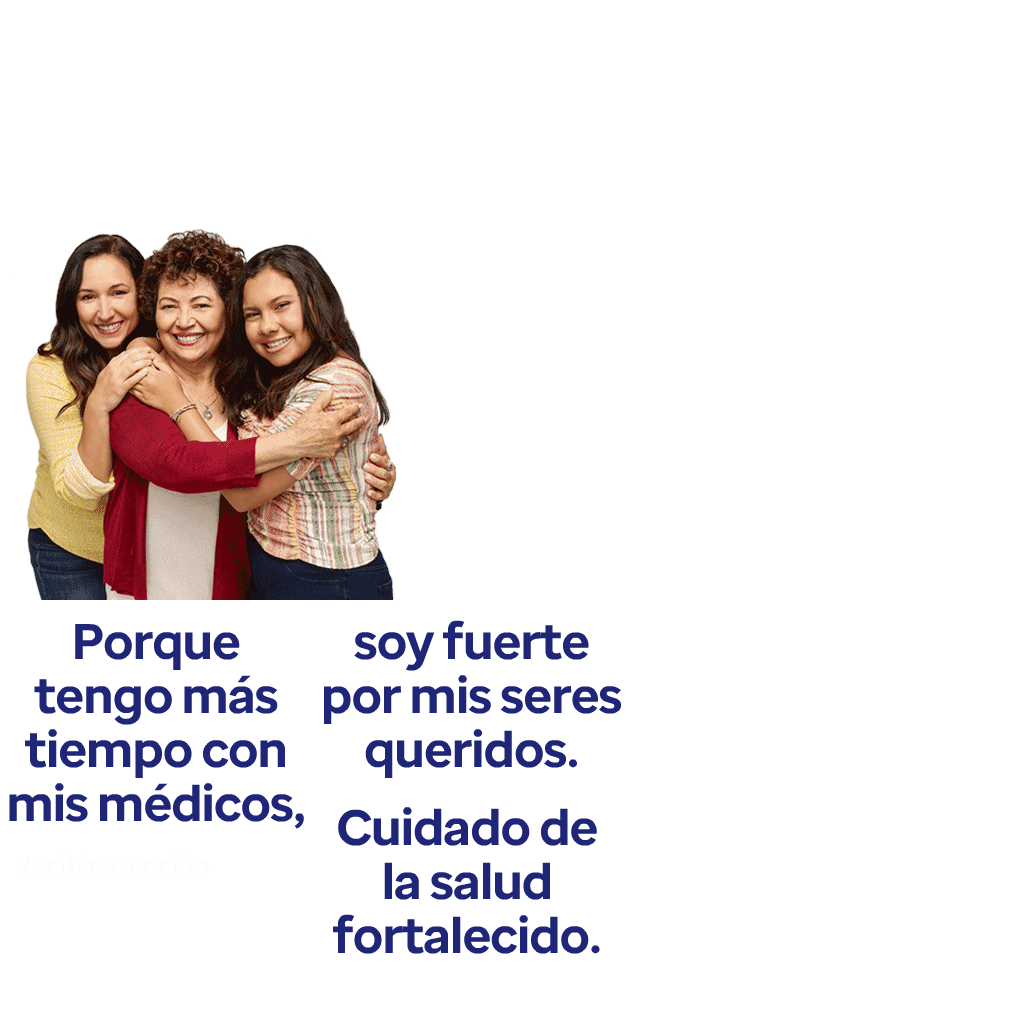 Porque
tengo más
tiempo con
mis médicos,
soy fuerte
por mis seres
queridos.
Cuidado de
la salud
fortalecido.
Recibir atención